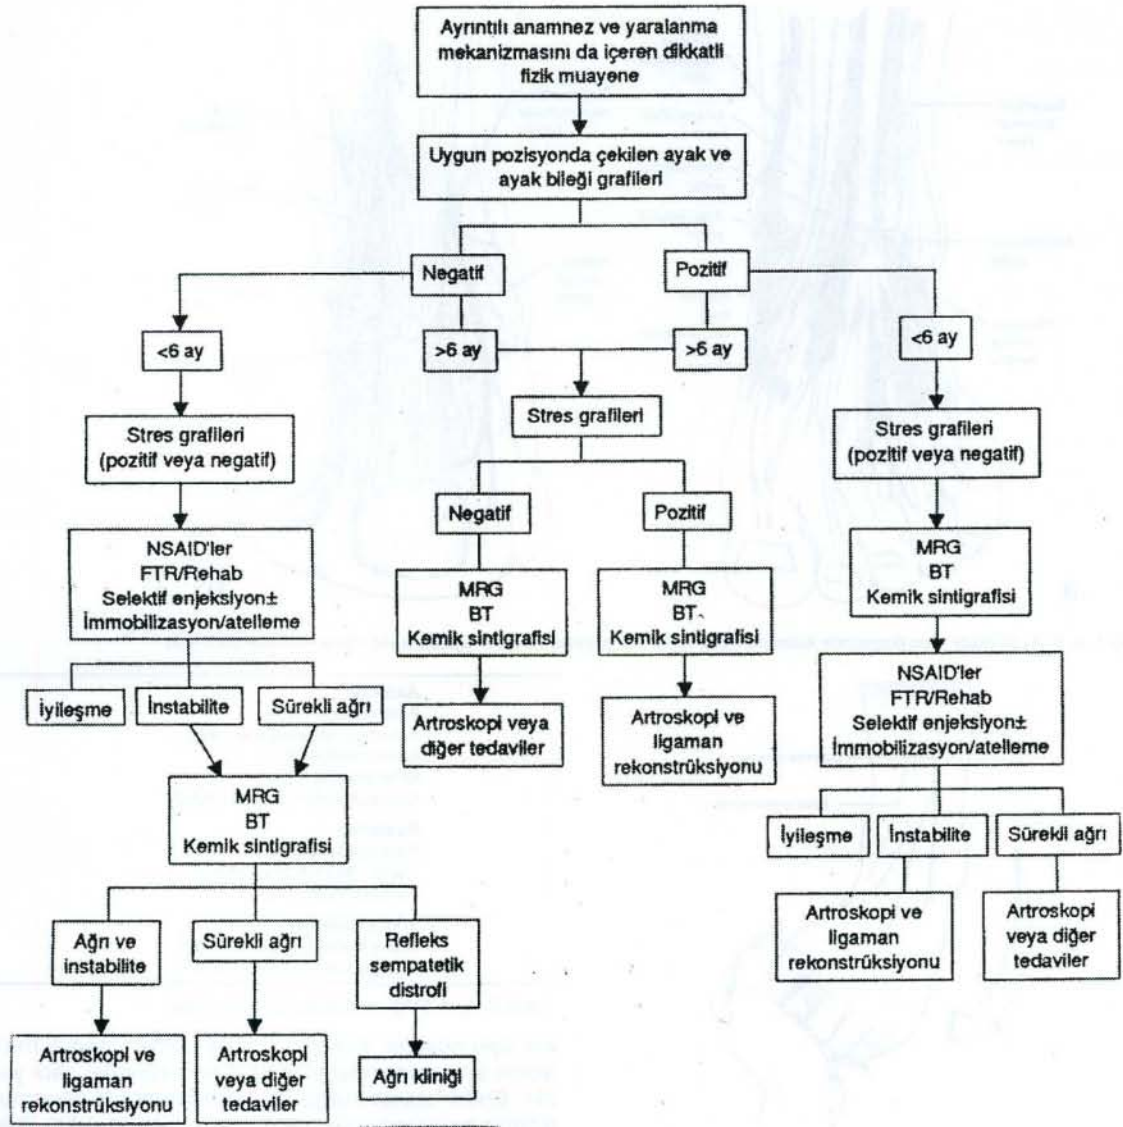 Ayrıntılı anamnez ve yaralanma
mekanizmasını da içeren dikkatli
fizik muayene
Uygun pozisyonda çekilen ayak ve
ayak bileği grafileri
Negatif
Pozitif
<6 ay
>6 ay
>6 ay
<6 ay
Stres grafileri
(pozitif veya negatif)
Stres grafileri
Stres grafileri
(pozitif veya negatif)
Negatif
Pozitif
NSAID'ler
FTR/Rehab
Selektif enjeksiyon±
İmmobilizasyon/atelleme
MRG
BT
Kemik sintigrafisi
MRG
BT
Kemik sintigrafisi
MRG
BT
Kemik sintigrafisi
İyileşme
İnstabilite
Sürekli ağrı
Artroskopi veya
diğer tedaviler
Artroskopi ve
ligaman
rekonstrüksiyonu
NSAID'ler
FTR/Rehab
Selektif enjeksiyon±
İmmobilizasyon/atelleme
MRG
BT
Kemik sintigrafisi
İyileşme
İnstabilite
Sürekli ağrı
Ağrı ve
instabilite
Sürekli ağrı
Refleks
sempatetik
distrofi
Artroskopi ve
ligaman
rekonstrüksiyonu
Artroskopi
veya diğer
tedaviler
Artroskopi ve
ligaman
rekonstrüksiyonu
Artroskopi
veya diğer
tedaviler
Ağrı kliniği